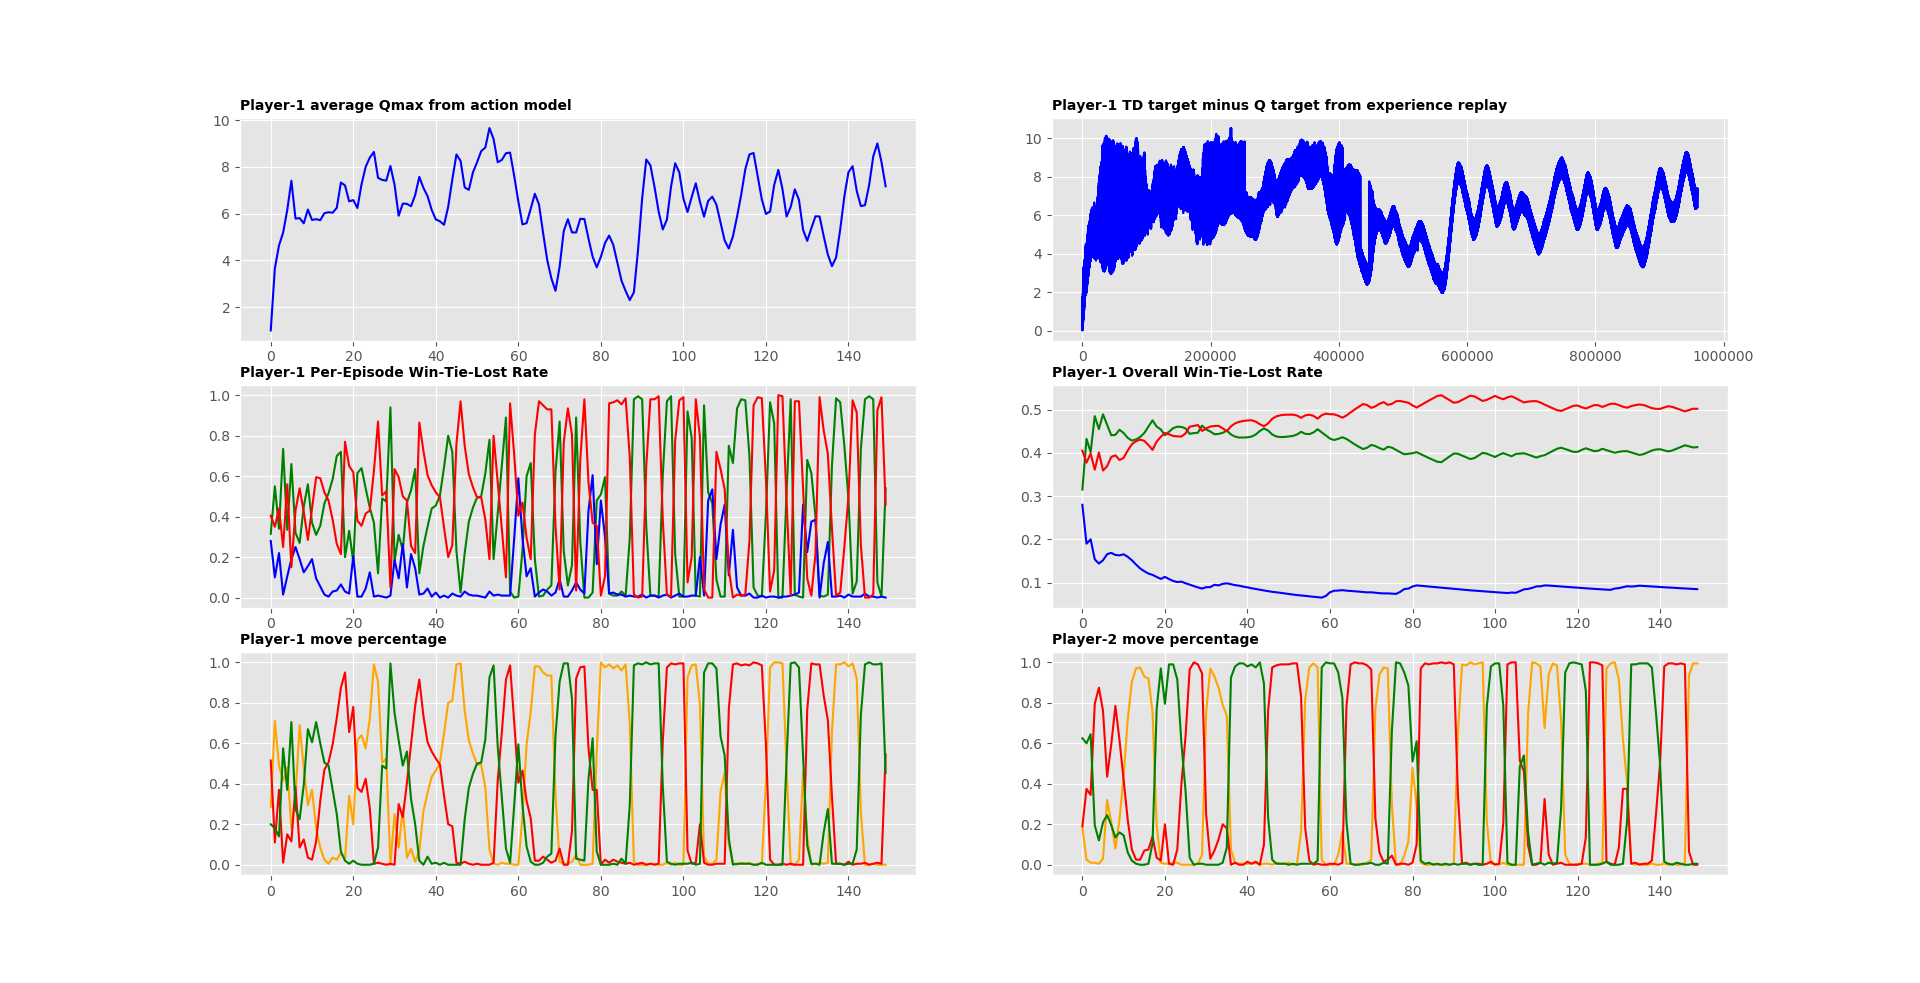 Player-1 average Qmax from action model
10
8
6
4
2
0 20 40 60 80 100 120 140
Player-1 TD target minus Q target from experience replay
10
8
6
4
2
0
0 200000 400000 600000 800000 1000000
Player-1 Per-Episode Win-Tie-Lost Rate
1.0
0.8
0.6
0.4
0.2
0.0
0 20 40 60 80 100 120 140
Player-1 Overall Win-Tie-Lost Rate
0.5
0.4
0.3
0.2
0.1
0 20 40 60 80 100 120 140
Player-1 move percentage
1.0
0.8
0.6
0.4
0.2
0.0
0 20 40 60 80 100 120 140
Player-2 move percentage
1.0
0.8
0.6
0.4
0.2
0.0
0 20 40 60 80 100 120 140